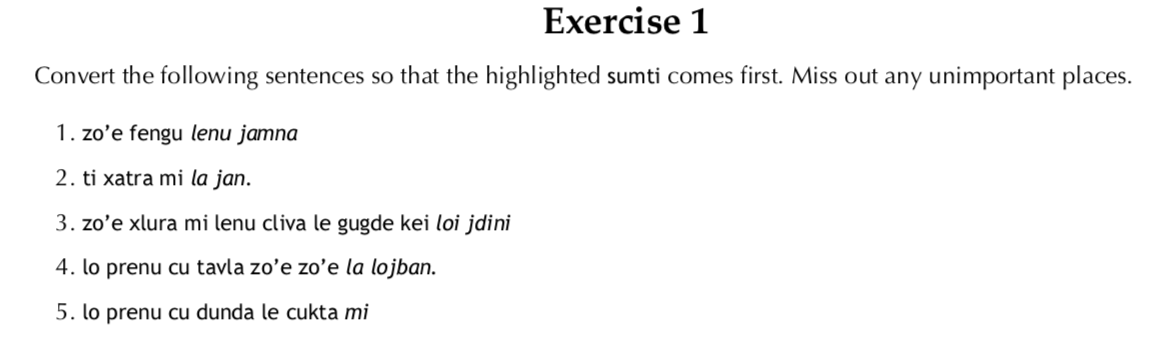 Exercise 1
Convert the following sentences so that the highlighted sumti comes first. Miss out any unimportant places.
1. zo’e fengu lenu jamna
2. ti xatra mi la jan.
3. zo’e xlura mi lenu cliva le gugde kei loi jdini
4. lo prenu cu tavla zo’e zo’e la lojban.
5. lo prenu cu dunda le cukta mi